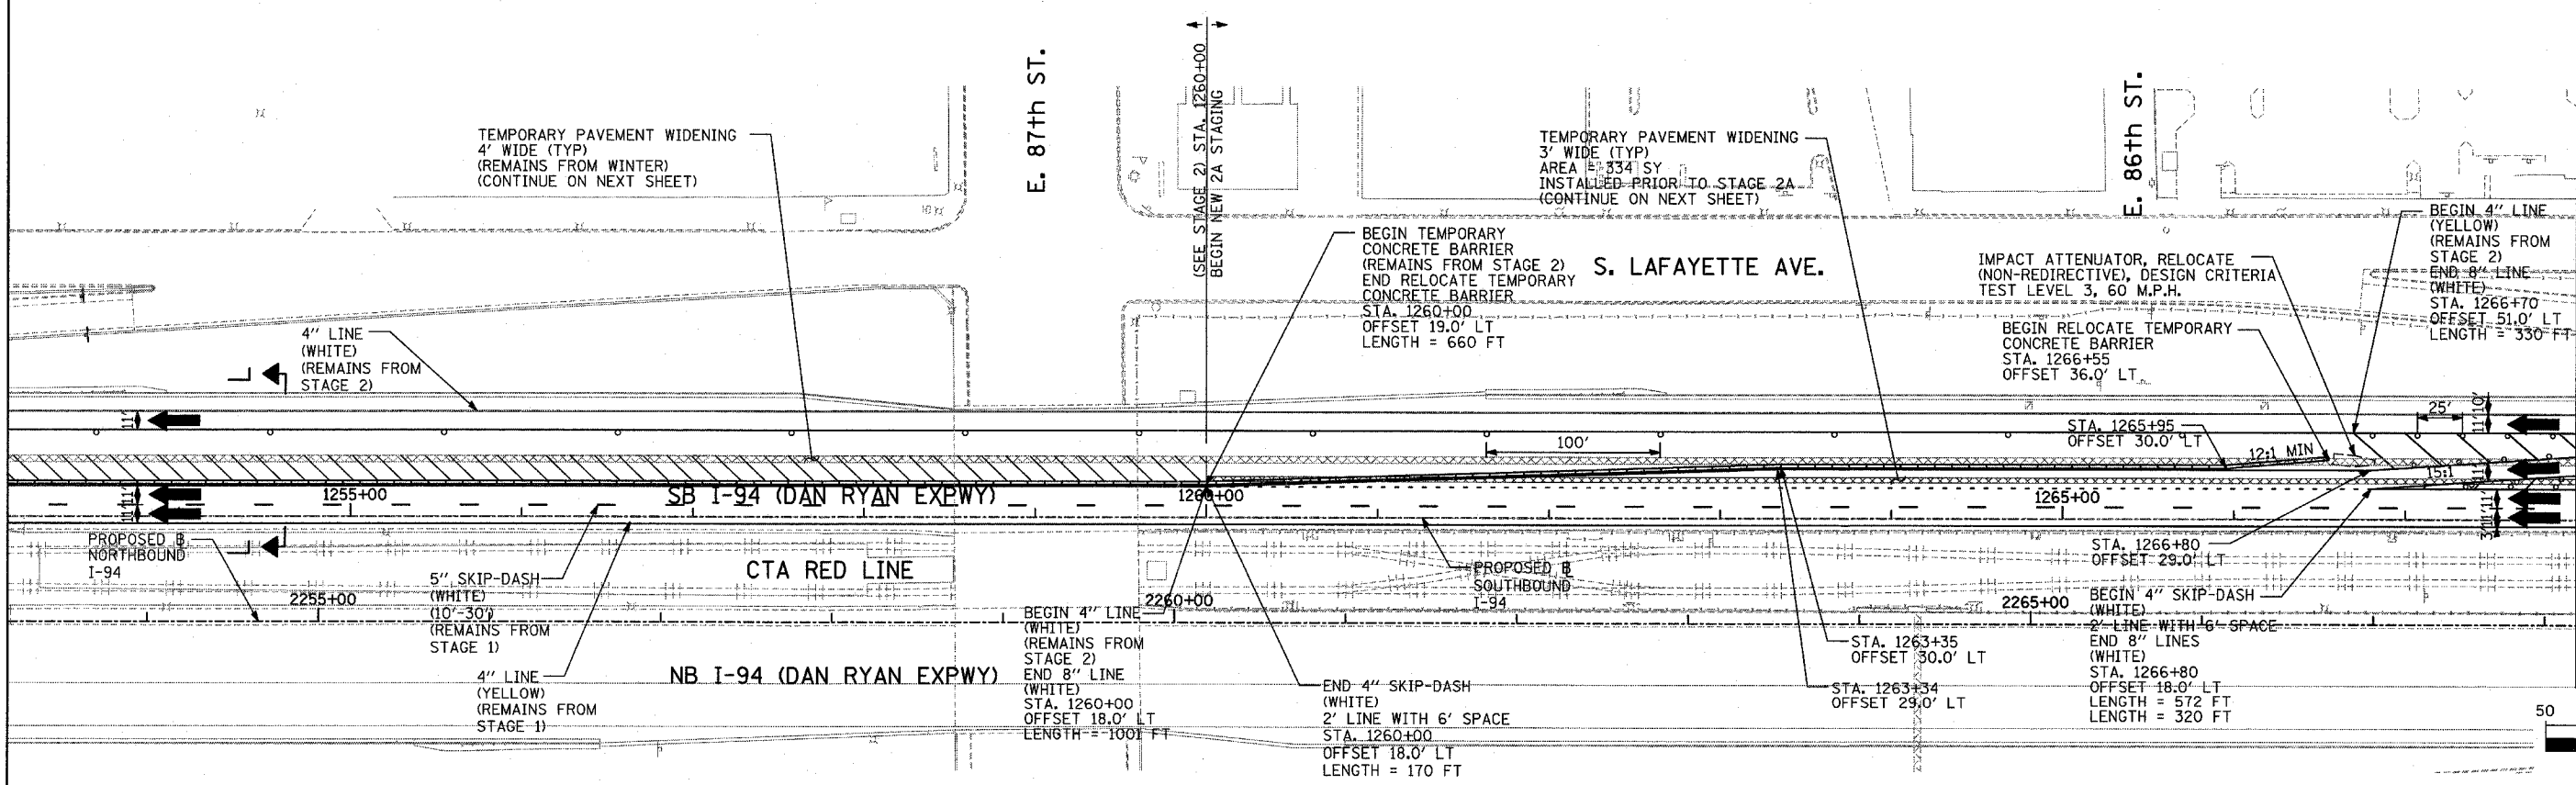 E. 87th ST.
(SEE STAGE 2) STA. 1260+00
BEGIN NEW 2A STAGING
E. 86th ST.
TEMPORARY PAVEMENT WIDENING
4' WIDE (TYP)
(REMAINS FROM WINTER)
(CONTINUE ON NEXT SHEET)
TEMPORARY PAVEMENT WIDENING
3' WIDE (TYP)
AREA = 334 SY
INSTALLED PRIOR TO STAGE 2A
(CONTINUE ON NEXT SHEET)
BEGIN TEMPORARY
CONCRETE BARRIER
(REMAINS FROM STAGE 2)
END RELOCATE TEMPORARY
CONCRETE BARRIER
STA. 1260+00
OFFSET 19.0' LT
LENGTH = 660 FT
S. LAFAYETTE AVE.
IMPACT ATTENUATOR, RELOCATE
(NON-REDIRECTIVE), DESIGN CRITERIA
TEST LEVEL 3, 60 M.P.H.
BEGIN RELOCATE TEMPORARY
CONCRETE BARRIER
STA. 1266+55
OFFSET 36.0' LT
BEGIN 4" LINE
(YELLOW)
(REMAINS FROM
STAGE 2)
END 8" LINE
(WHITE)
STA. 1266+70
OFFSET 51.0' LT
LENGTH = 330 FT
4" LINE
(WHITE)
(REMAINS FROM
STAGE 2)
11'
100'
STA. 1265+95
OFFSET 30.0' LT
12:1 MIN
25'
10'
11'
11'
15:1
11'
11'
3'
11'
11'
1255+00
SB I-94 (DAN RYAN EXPWY)
1260+00
1265+00
PROPOSED ℄
NORTHBOUND
I-94
CTA RED LINE
PROPOSED ℄
SOUTHBOUND
I-94
STA. 1266+80
OFFSET 29.0' LT
2255+00
2260+00
2265+00
5" SKIP-DASH
(WHITE)
(10'-30')
(REMAINS FROM
STAGE 1)
4" LINE
(YELLOW)
(REMAINS FROM
STAGE 1)
NB I-94 (DAN RYAN EXPWY)
BEGIN 4" LINE
(WHITE)
(REMAINS FROM
STAGE 2)
END 8" LINE
(WHITE)
STA. 1260+00
OFFSET 18.0' LT
LENGTH = 1001 FT
END 4" SKIP-DASH
(WHITE)
2' LINE WITH 6' SPACE
STA. 1260+00
OFFSET 18.0' LT
LENGTH = 170 FT
STA. 1263+35
OFFSET 30.0' LT
STA. 1263+34
OFFSET 29.0' LT
BEGIN 4" SKIP-DASH
(WHITE)
2' LINE WITH 6' SPACE
END 8" LINES
(WHITE)
STA. 1266+80
OFFSET 18.0' LT
LENGTH = 572 FT
LENGTH = 320 FT
50